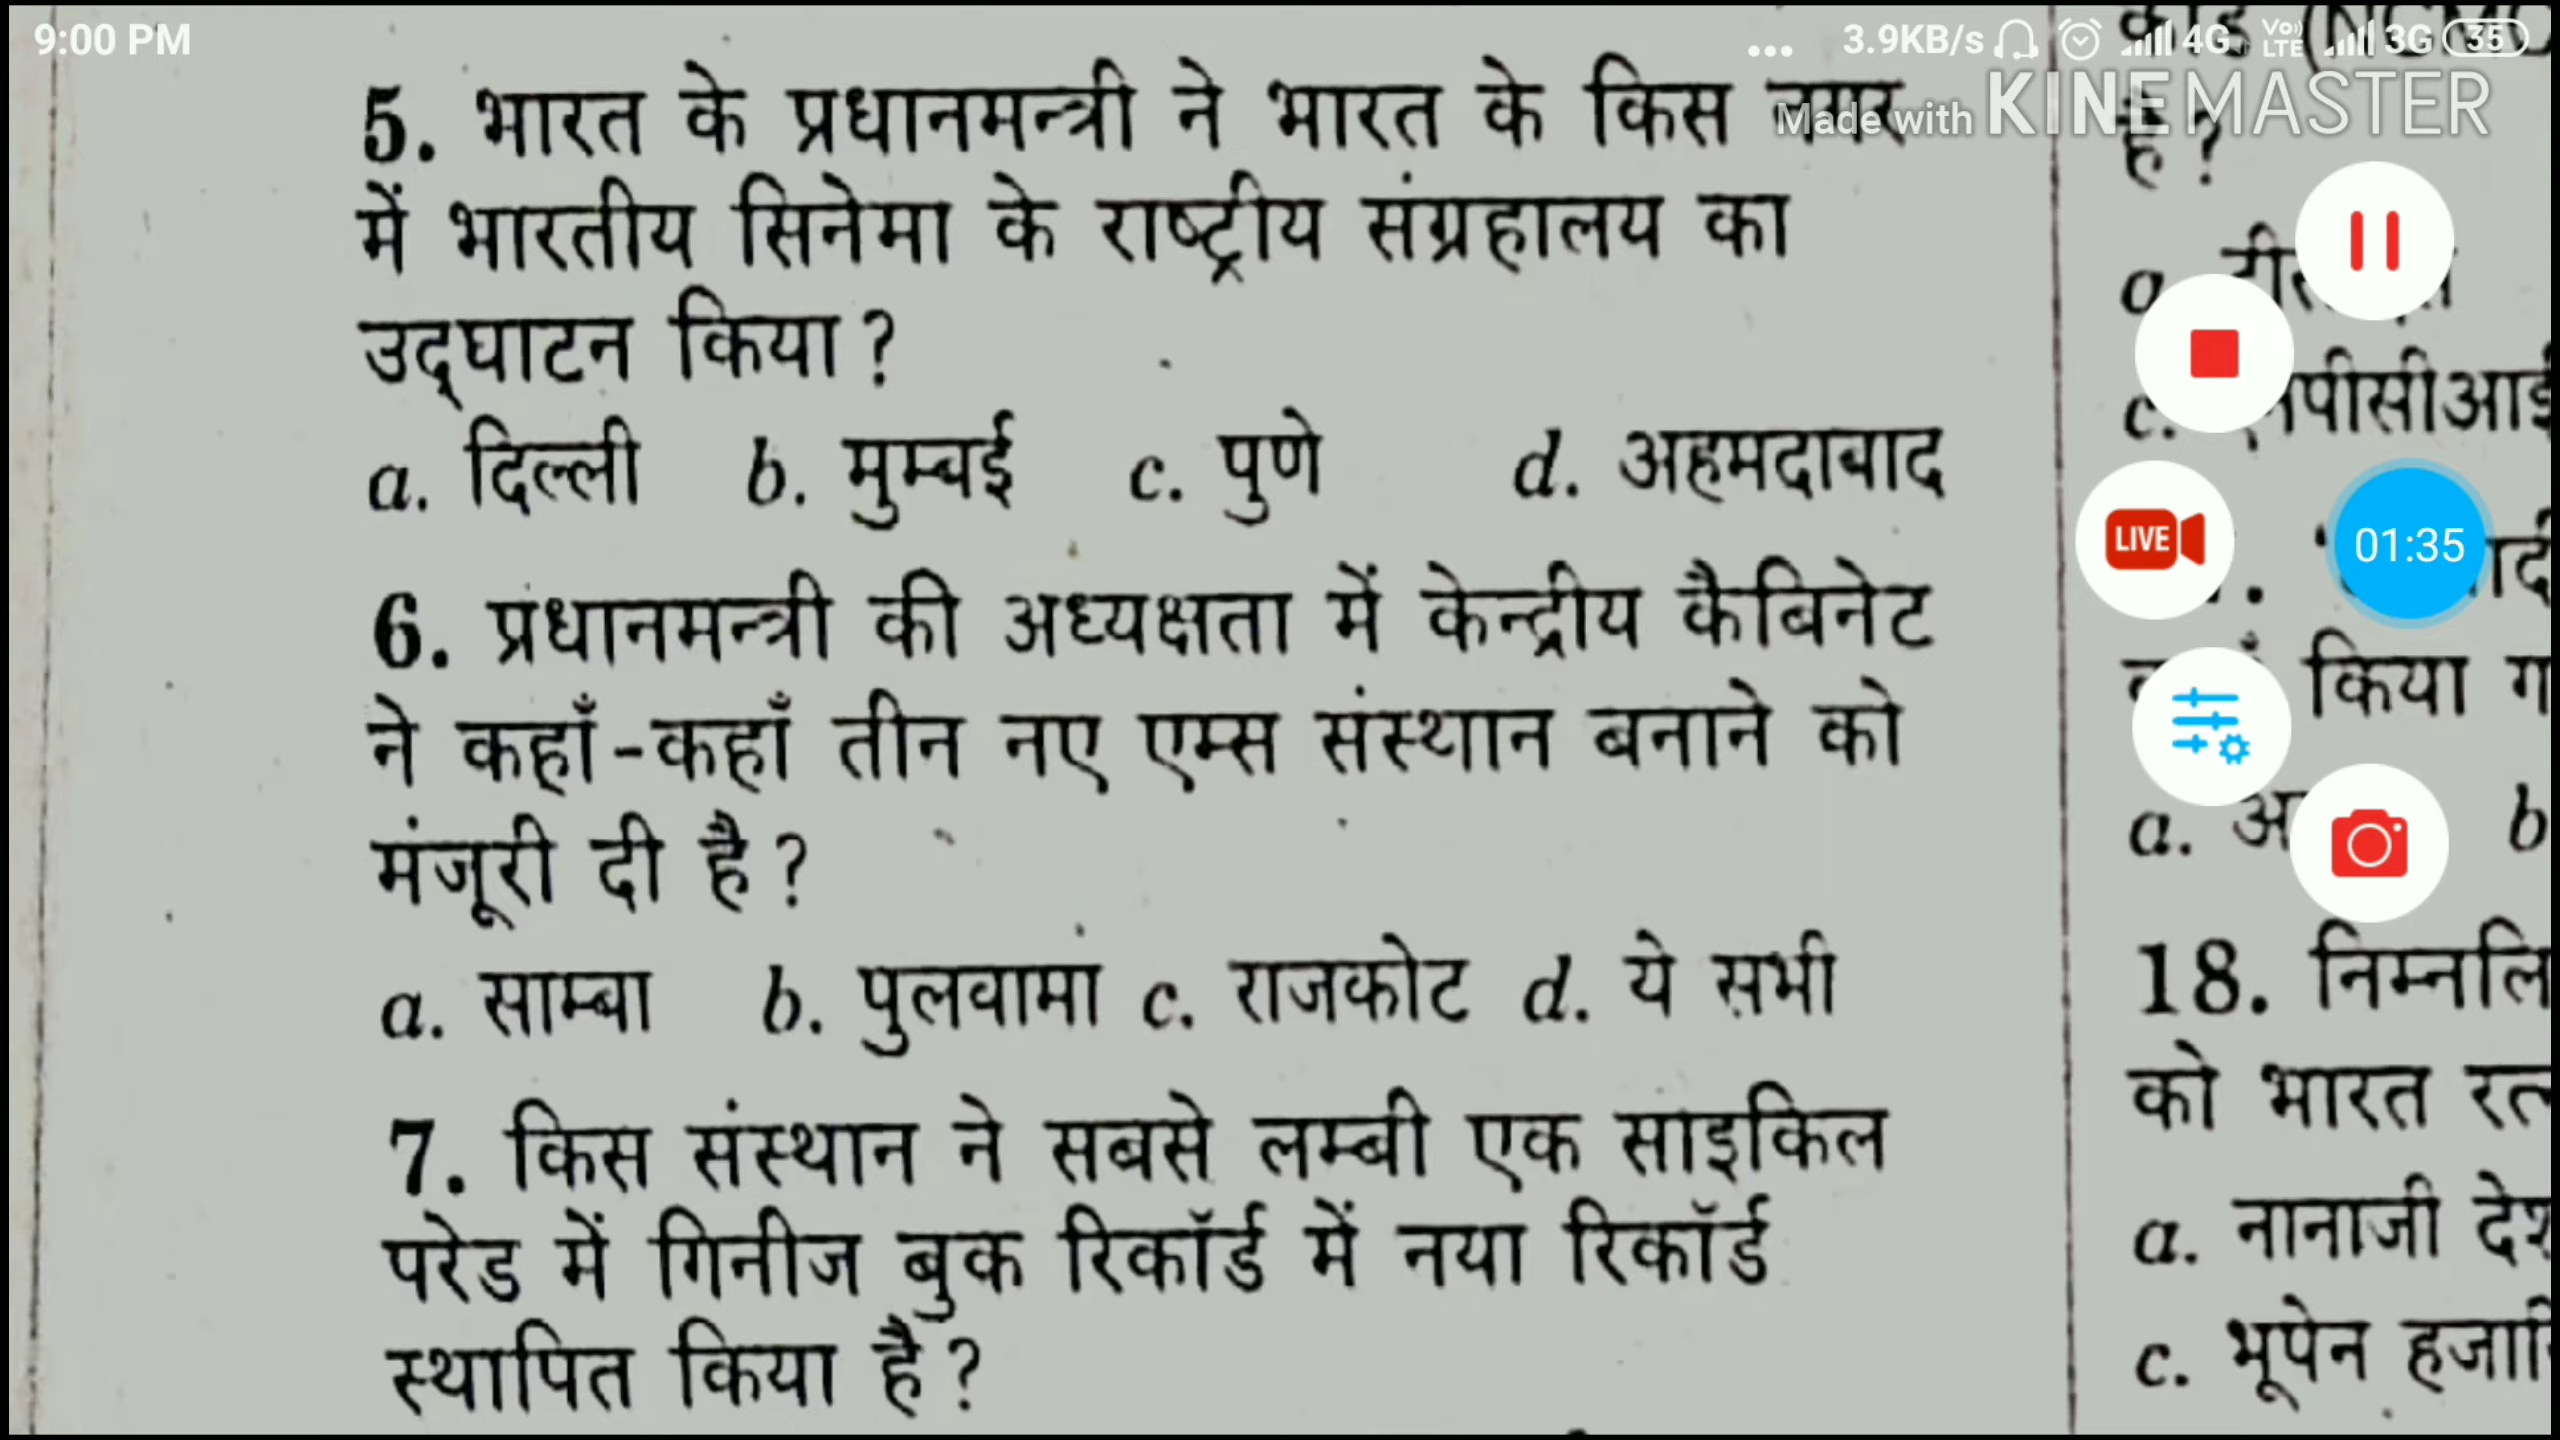 9:00 PM
... 3.9KB/s 4G VoLTE 3G 35
Made with KINEMASTER
5. भारत के प्रधानमन्त्री ने भारत के किस नगर
में भारतीय सिनेमा के राष्ट्रीय संग्रहालय का
उद्घाटन किया?
a. दिल्ली b. मुम्बई c. पुणे d. अहमदाबाद
6. प्रधानमन्त्री की अध्यक्षता में केन्द्रीय कैबिनेट
ने कहाँ-कहाँ तीन नए एम्स संस्थान बनाने को
मंजूरी दी है?
a. साम्बा b. पुलवामा c. राजकोट d. ये सभी
7. किस संस्थान ने सबसे लम्बी एक साइकिल
परेड में गिनीज बुक रिकॉर्ड में नया रिकॉर्ड
स्थापित किया है?
है?
a.
c.
LIVE
01:35
किया
a. b
18.
को भारत
a. नानाजी
c. भूपेन